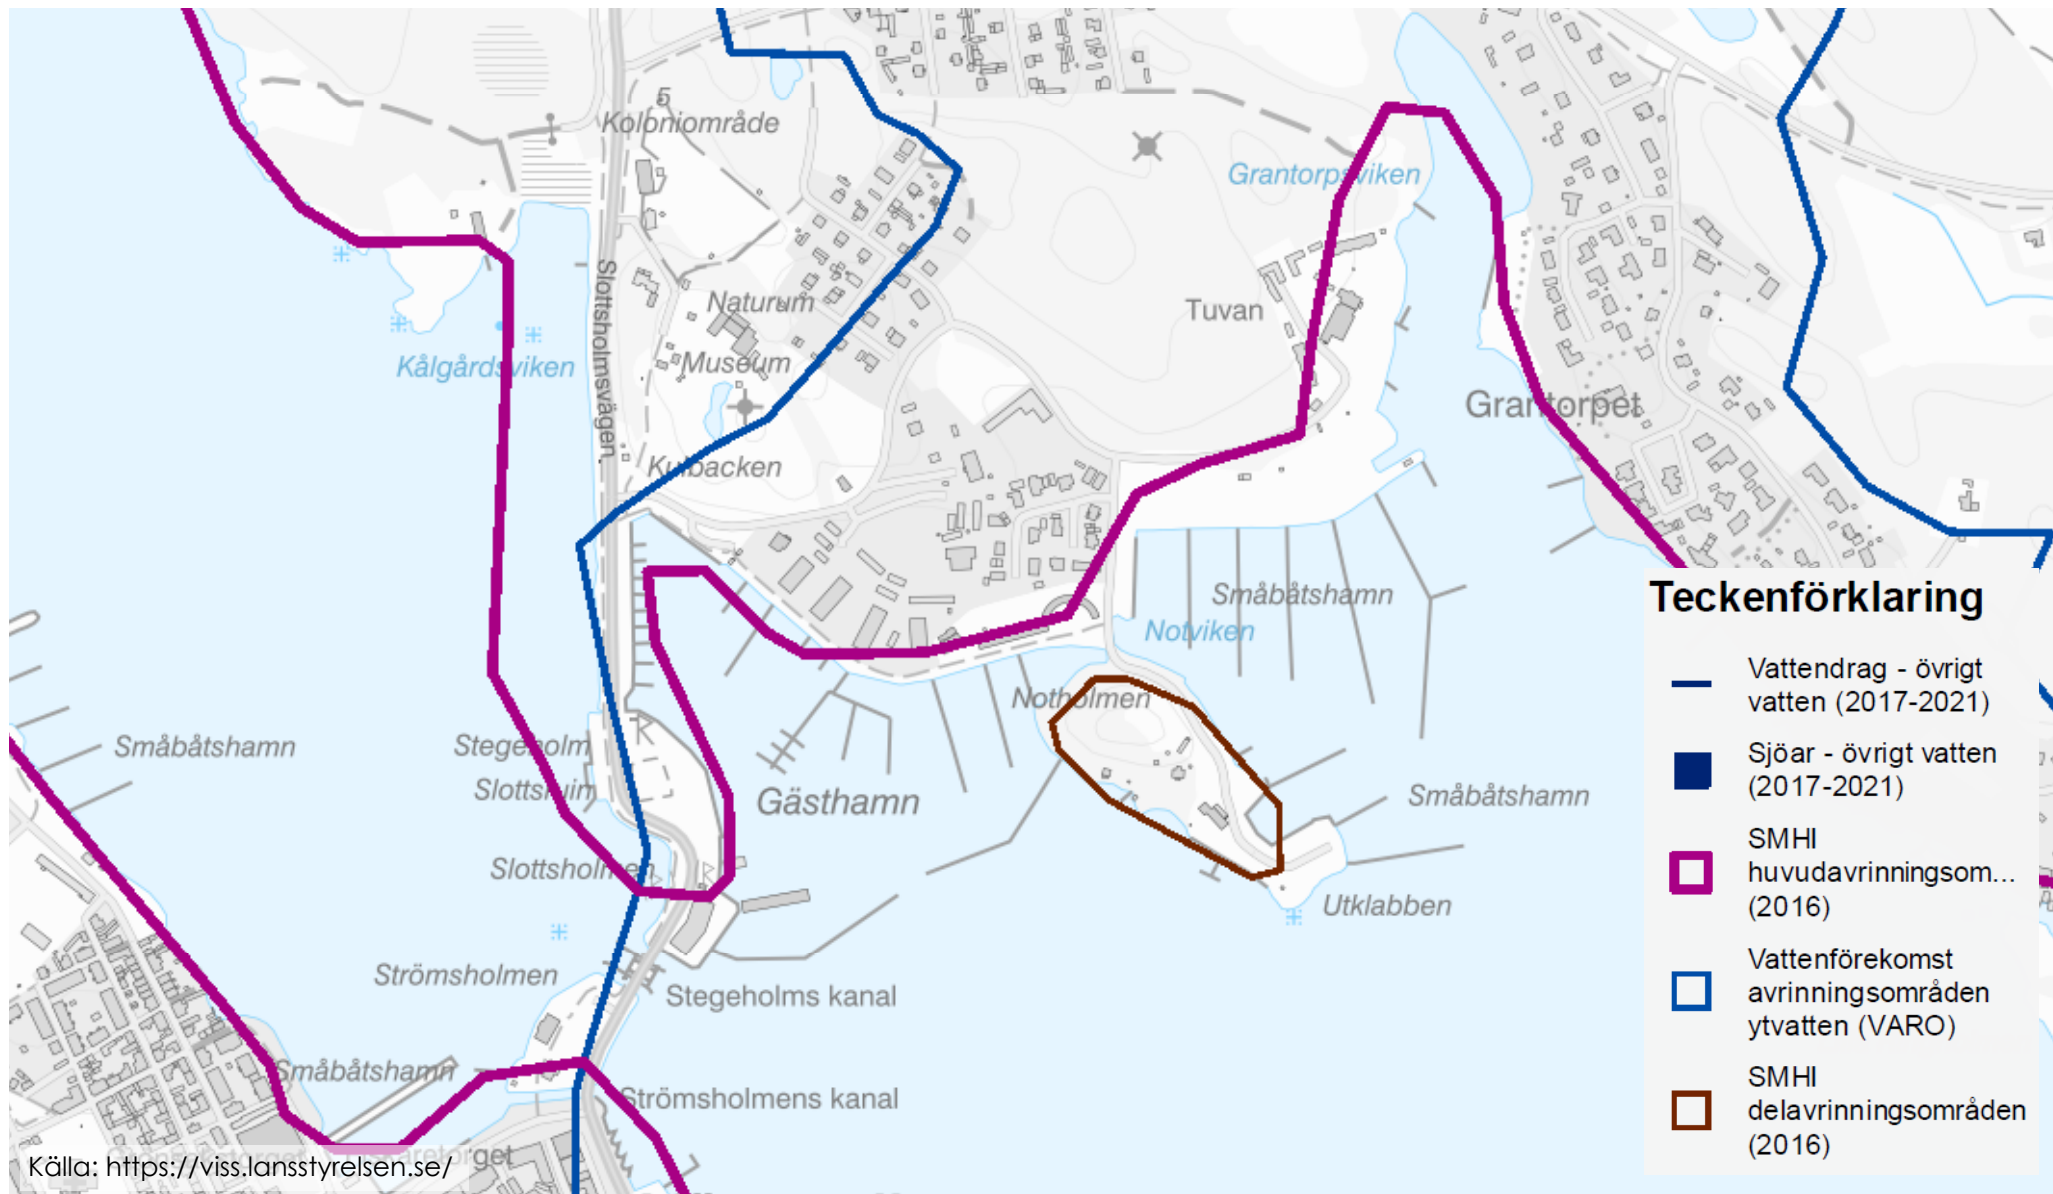 5
Koloniområde
Grantorpsviken
Slottsholmsvägen
Naturum
Tuvan
Museum
Kålgårdsviken
Grantorpet
Kulbacken
Småbåtshamn
Notviken
Notholmen
Småbåtshamn
Stegeholm
Slottsruin
Gästhamn
Småbåtshamn
Slottsholmen
Utklabben
Strömsholmen
Stegeholms kanal
Småbåtshamn
Strömsholmens kanal
Källa: https://viss.lansstyrelsen.se/
Teckenförklaring
Vattendrag - övrigt
vatten (2017-2021)
Sjöar - övrigt vatten
(2017-2021)
SMHI
huvudavrinningsom...
(2016)
Vattenförekomst
avrinningsområden
ytvatten (VARO)
SMHI
delavrinningsområden
(2016)